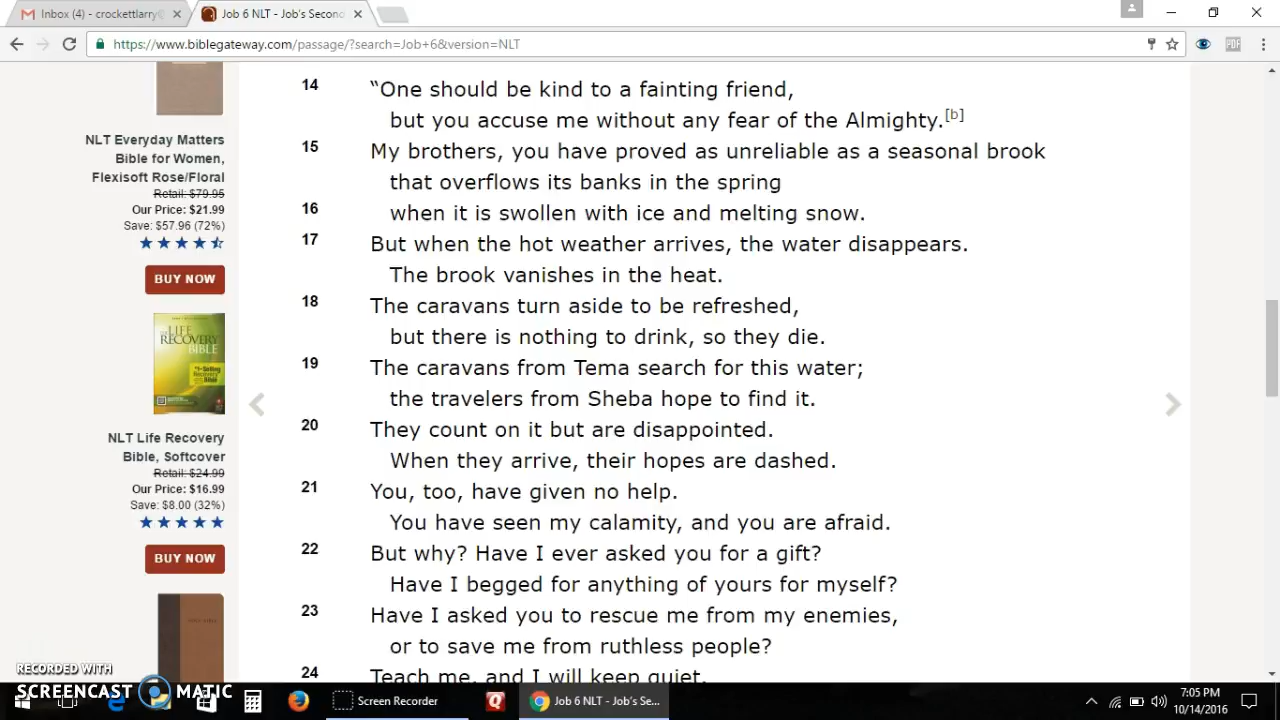 Inbox (4) - crockettlarry@
Job 6 NLT - Job's Second
https://www.biblegateway.com/passage/?search=Job+6&version=NLT
PDF
NLT Everyday Matters
Bible for Women,
Flexisoft Rose/Floral
Retail: $79.95
Our Price: $21.99
Save: $57.96 (72%)
BUY NOW
LIFE
RECOVERY
BIBLE
NLT Life Recovery
Bible, Softcover
Retail: $24.99
Our Price: $16.99
Save: $8.00 (32%)
BUY NOW
14 “One should be kind to a fainting friend,
but you accuse me without any fear of the Almighty.[b]
15 My brothers, you have proved as unreliable as a seasonal brook
that overflows its banks in the spring
16 when it is swollen with ice and melting snow.
17 But when the hot weather arrives, the water disappears.
The brook vanishes in the heat.
18 The caravans turn aside to be refreshed,
but there is nothing to drink, so they die.
19 The caravans from Tema search for this water;
the travelers from Sheba hope to find it.
20 They count on it but are disappointed.
When they arrive, their hopes are dashed.
21 You, too, have given no help.
You have seen my calamity, and you are afraid.
22 But why? Have I ever asked you for a gift?
Have I begged for anything of yours for myself?
23 Have I asked you to rescue me from my enemies,
or to save me from ruthless people?
24 Teach me, and I will keep quiet.
RECORDED WITH
SCREENCAST MATIC
Screen Recorder
Job 6 NLT - Job's Se...
7:05 PM
10/14/2016